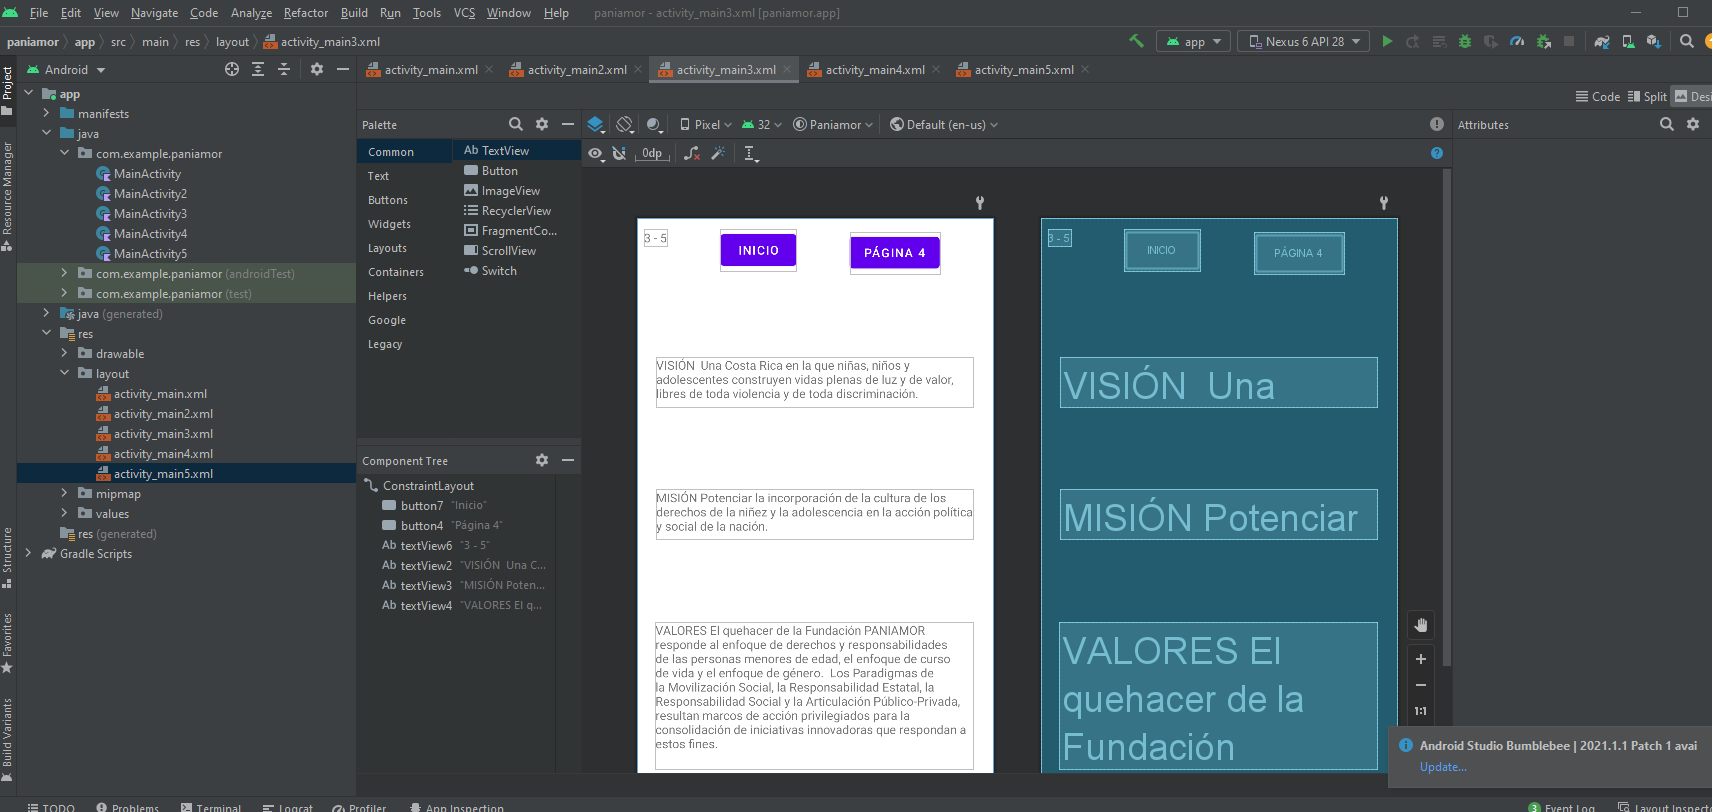 File Edit View Navigate Code Analyze Refactor Build Run Tools VCS Window Help paniamor - activity_main3.xml [paniamor.app]
paniamor app src main res layout activity_main3.xml
app Nexus 6 API 28
Project
Resource Manager
Structure
Favorites
Build Variants
Android
app
manifests
java
com.example.paniamor
MainActivity
MainActivity2
MainActivity3
MainActivity4
MainActivity5
com.example.paniamor (androidTest)
com.example.paniamor (test)
java (generated)
res
drawable
layout
activity_main.xml
activity_main2.xml
activity_main3.xml
activity_main4.xml
activity_main5.xml
mipmap
values
res (generated)
Gradle Scripts
activity_main.xml activity_main2.xml activity_main3.xml activity_main4.xml activity_main5.xml
Code Split Desi
Palette
Common
Text
Buttons
Widgets
Layouts
Containers
Helpers
Google
Legacy
Ab TextView
Button
ImageView
RecyclerView
FragmentCo...
ScrollView
Switch
Pixel 32 Paniamor Default (en-us)
0dp
Attributes
Component Tree
ConstraintLayout
button7 "Inicio"
button4 "Página 4"
Ab textView6 "3 - 5"
Ab textView2 "VISIÓN  Una C...
Ab textView3 "MISIÓN Poten...
Ab textView4 "VALORES El q...
3 - 5 INICIO PÁGINA 4
VISIÓN  Una Costa Rica en la que niñas, niños y
adolescentes construyen vidas plenas de luz y de valor,
libres de toda violencia y de toda discriminación.
MISIÓN Potenciar la incorporación de la cultura de los
derechos de la niñez y la adolescencia en la acción política
y social de la nación.
VALORES El quehacer de la Fundación PANIAMOR
responde al enfoque de derechos y responsabilidades
de las personas menores de edad, el enfoque de curso
de vida y el enfoque de género.  Los Paradigmas de
la Movilización Social, la Responsabilidad Estatal, la
Responsabilidad Social y la Articulación Público-Privada,
resultan marcos de acción privilegiados para la
consolidación de iniciativas innovadoras que respondan a
estos fines.
3 - 5 INICIO PÁGINA 4
VISIÓN  Una
MISIÓN Potenciar
VALORES El
quehacer de la
Fundación
1:1
Android Studio Bumblebee | 2021.1.1 Patch 1 avai
Update...
TODO Problems Terminal Logcat Profiler App Inspection 3 Event Log Layout Inspecto